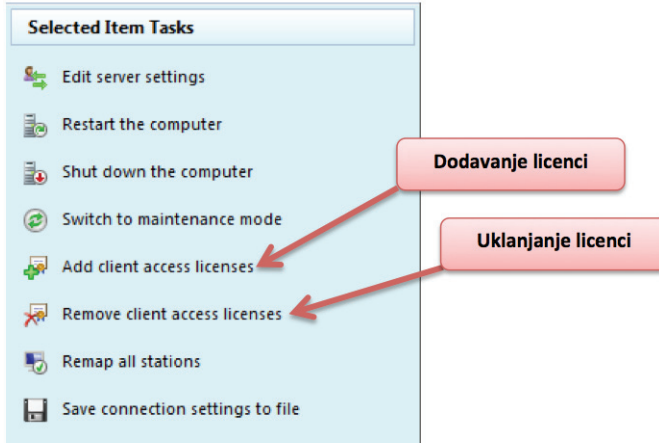 Selected Item Tasks
Edit server settings
Restart the computer
Shut down the computer
Switch to maintenance mode
Add client access licenses
Remove client access licenses
Remap all stations
Save connection settings to file
Dodavanje licenci
Uklanjanje licenci